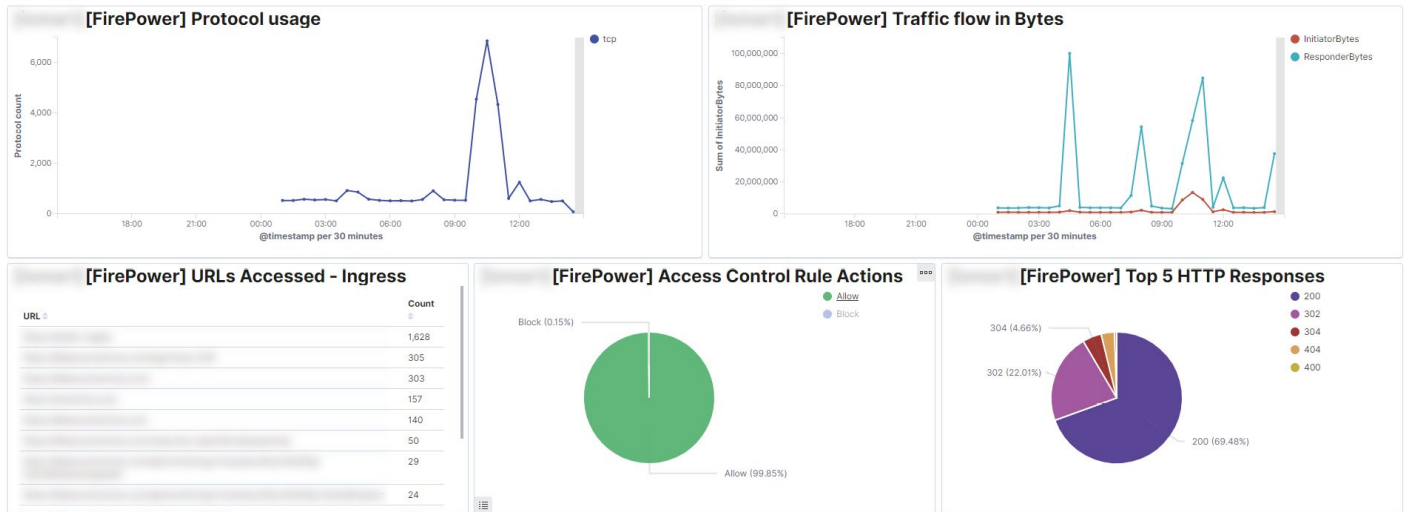 [FirePower] Protocol usage
tcp
Protocol count
6,000
4,000
2,000
0
18:00 21:00 00:00 03:00 06:00 09:00 12:00
@timestamp per 30 minutes
[FirePower] Traffic flow in Bytes
InitiatorBytes
ResponderBytes
Sum of InitiatorBytes
100,000,000
80,000,000
60,000,000
40,000,000
20,000,000
0
18:00 21:00 00:00 03:00 06:00 09:00 12:00
@timestamp per 30 minutes
[FirePower] URLs Accessed - Ingress
URL Count
1,628
305
303
157
140
50
29
24
[FirePower] Access Control Rule Actions
Allow
Block
Block (0.15%)
Allow (99.85%)
[FirePower] Top 5 HTTP Responses
200
302
304
404
400
304 (4.66%)
302 (22.01%)
200 (69.48%)